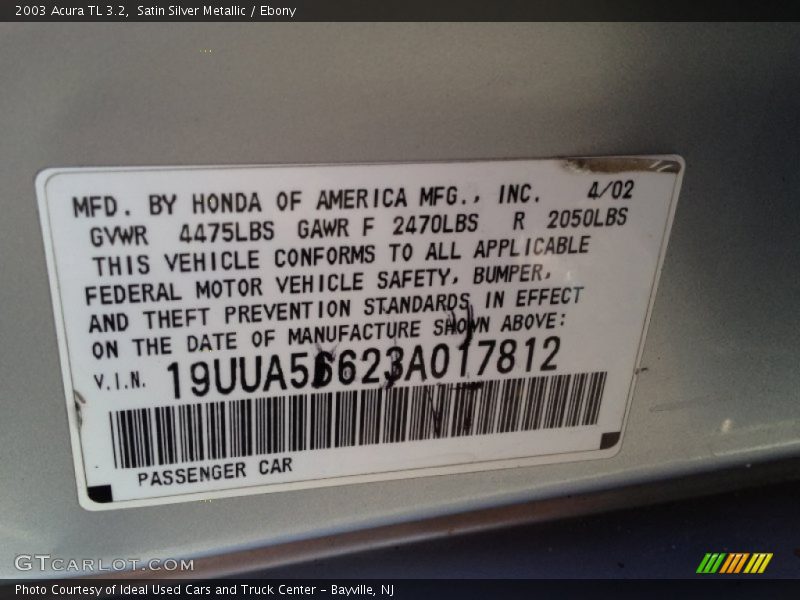 2003 Acura TL 3.2, Satin Silver Metallic / Ebony
MFD. BY HONDA OF AMERICA MFG., INC. 4/02
GVWR 4475LBS GAWR F 2470LBS R 2050LBS
THIS VEHICLE CONFORMS TO ALL APPLICABLE
FEDERAL MOTOR VEHICLE SAFETY, BUMPER,
AND THEFT PREVENTION STANDARDS IN EFFECT
ON THE DATE OF MANUFACTURE SHOWN ABOVE:
V.I.N. 19UUA56623A017812
PASSENGER CAR
GTCARLOT.COM
Photo Courtesy of Ideal Used Cars and Truck Center - Bayville, NJ